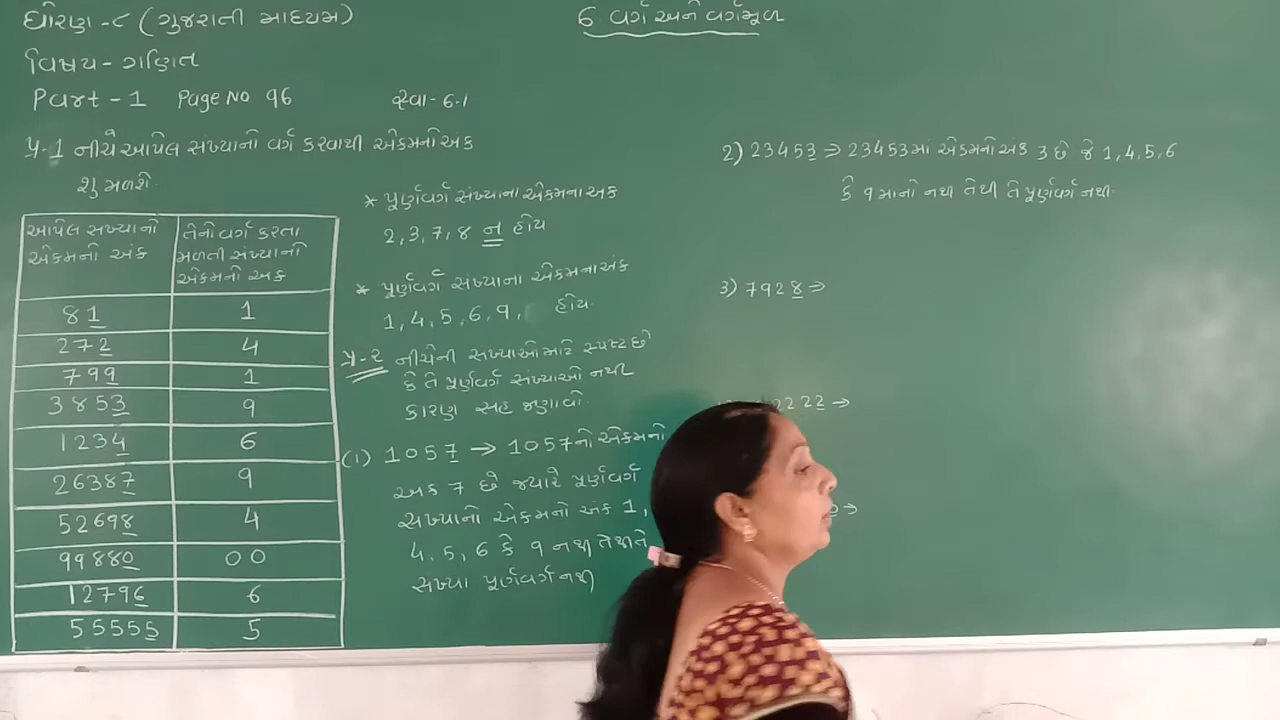 ધોરણ -૮ (ગુજરાતી માધ્યમ)
6. વર્ગ અને વર્ગમૂળ
વિષય - ગણિત
Part - 1 Page No 96 સ્વા- 6.1
પ્ર-1 નીચે આપેલ સંખ્યાનો વર્ગ કરવાથી એકમનો અંક
શું મળશે.
આપેલ સંખ્યાનો એકમનો અંક
તેનો વર્ગ કરતા મળતી સંખ્યાનો એકમનો અંક
81 1
272 4
799 1
3853 9
1234 6
26387 9
52698 4
99880 00
12796 6
55555 5
* પૂર્ણવર્ગ સંખ્યાના એકમના અંક
2, 3, 7, 8 ન હોય
* પૂર્ણવર્ગ સંખ્યાના એકમના અંક
1, 4, 5, 6, 9, હોય.
પ્ર-૨ નીચેની સંખ્યાઓ માટે સ્પષ્ટ છે
કે તે પૂર્ણવર્ગ સંખ્યાઓ નથી
કારણ સહ જણાવો.
(1) 1057 → 1057નો એકમનો
અંક 7 છે જ્યારે પૂર્ણવર્ગ
સંખ્યાનો એકમનો અંક 1,
4, 5, 6 કે 9 નથી તેથી તે
સંખ્યા પૂર્ણવર્ગ નથી
2) 23453 ⇒ 23453માં એકમનો અંક 3 છે જે 1,4,5,6
કે 9 માનો નથી તેથી તે પૂર્ણવર્ગ નથી.
3) 7928 ⇒
2222 →
→